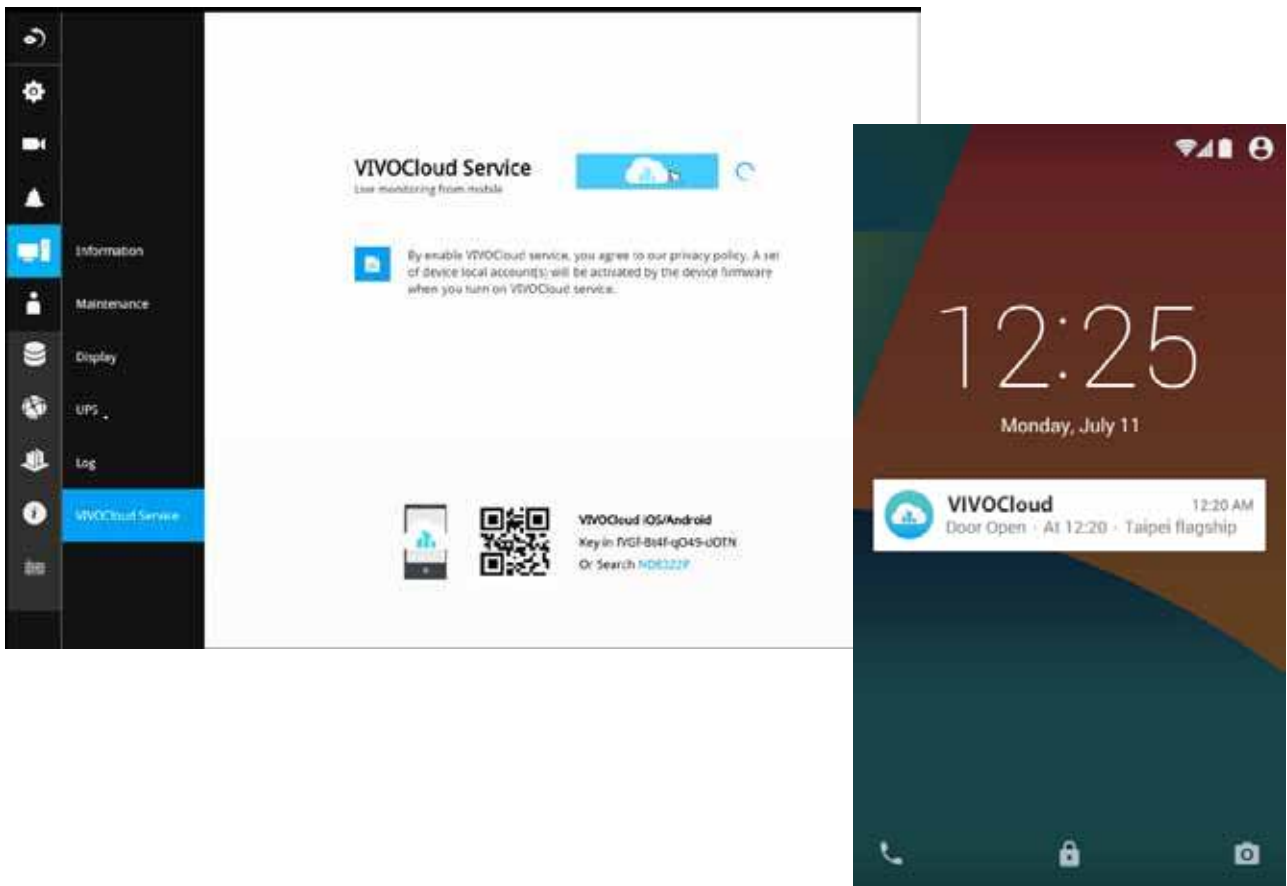 Information
Maintenance
Display
UPS
Log
VIVOCloud Service
VIVOCloud Service
Live monitoring from mobile
By enable VIVOCloud service, you agree to our privacy policy. A set
of device local account(s) will be activated by the device firmware
when you turn on VIVOCloud service.
VIVOCloud iOS/Android
Key in
Or Search
12:25
Monday, July 11
VIVOCloud 12:20 AM
Door Open · At 12:20 · Taipei flagship